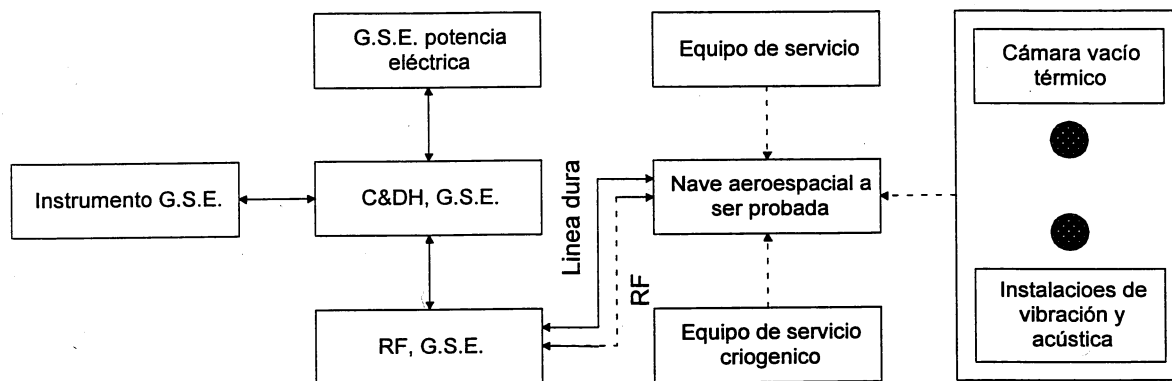 G.S.E. potencia
eléctrica
Equipo de servicio
Cámara vacío
térmico
Instrumento G.S.E.
C&DH, G.S.E.
Linea dura
RF
Nave aeroespacial a
ser probada
RF, G.S.E.
Equipo de servicio
criogenico
Instalacioes de
vibración y
acústica